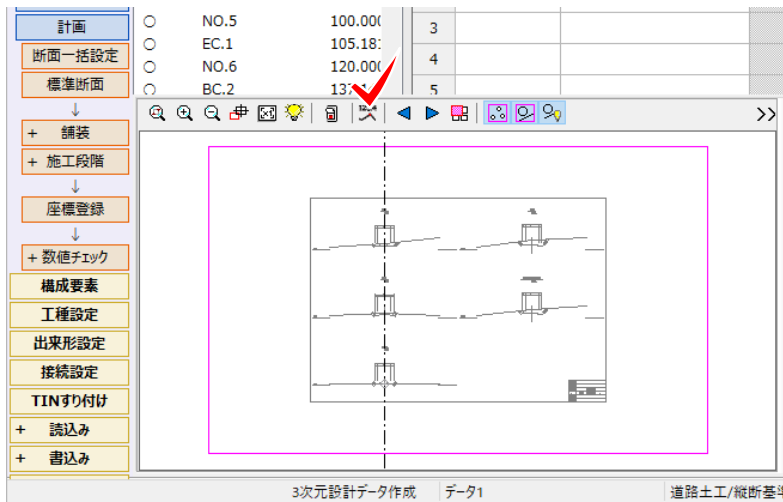 計画
断面一括設定
標準断面
↓
+ 舗装
+ 施工段階
↓
座標登録
↓
+ 数値チェック
構成要素
工種設定
出来形設定
接続設定
TINすり付け
+ 読込み
+ 書込み
○ NO.5 100.000
○ EC.1 105.181
○ NO.6 120.000
○ BC.2 137
3
4
5
>>
3次元設計データ作成 データ1 道路土工/縦断基準